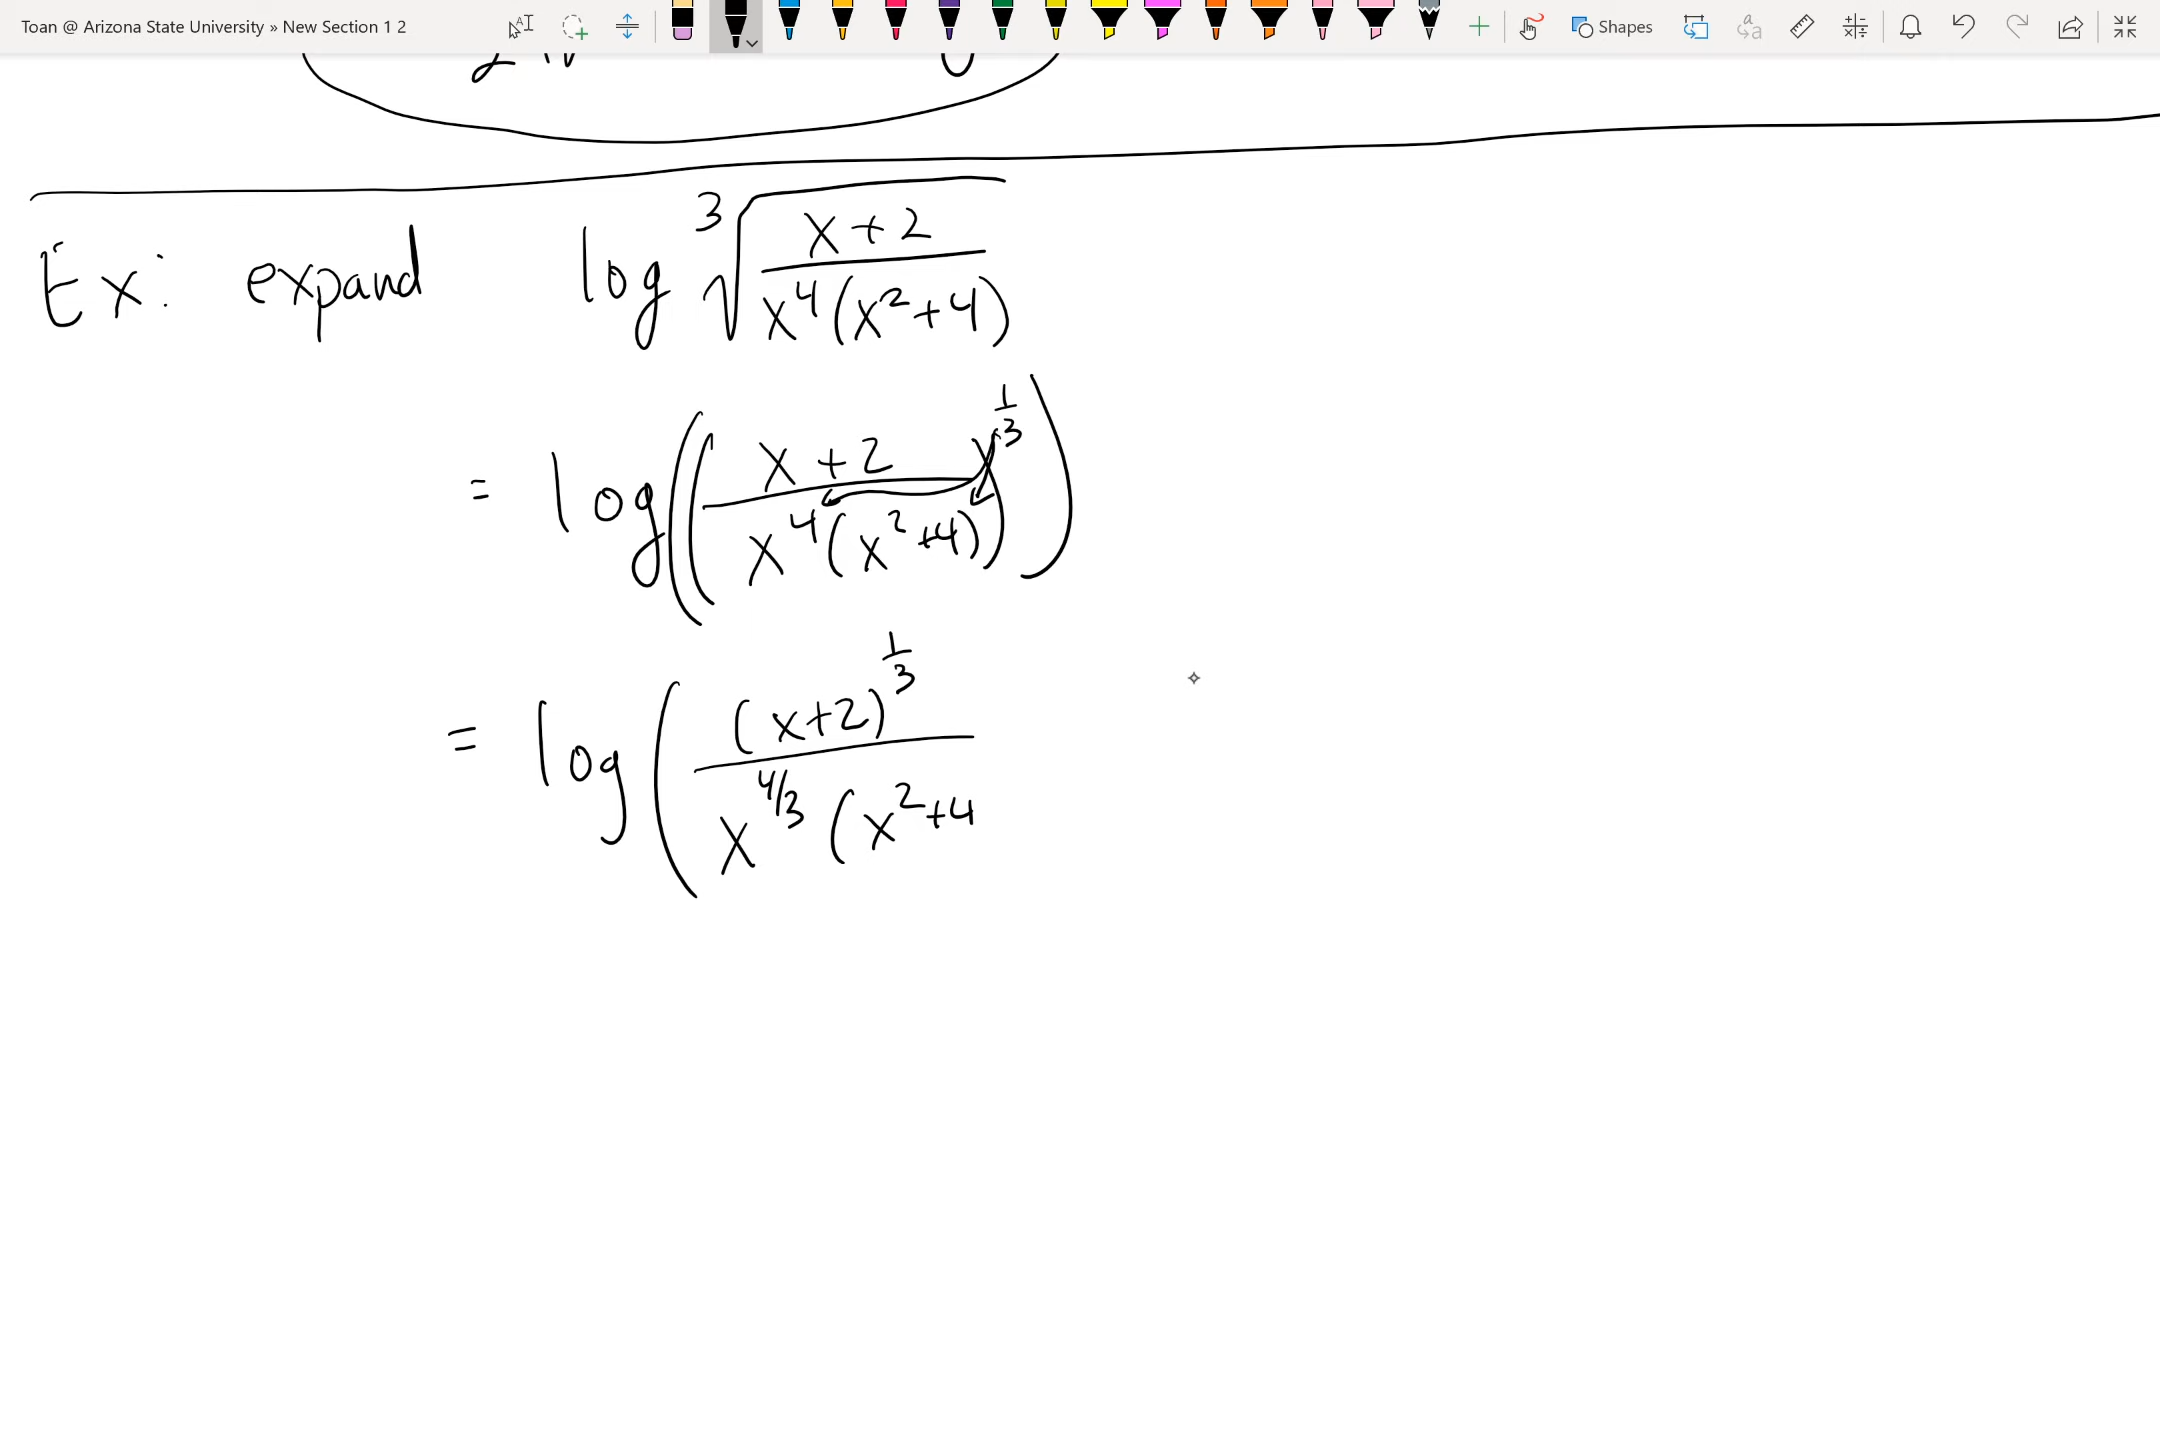 Toan @ Arizona State University » New Section 1 2 Shapes
Ex: expand log ∛((x+2)/(x⁴(x²+4)))
= log(((x+2)/(x⁴(x²+4)))^(1/3))
= log( (x+2)^(1/3) / x^(4/3) (x²+4